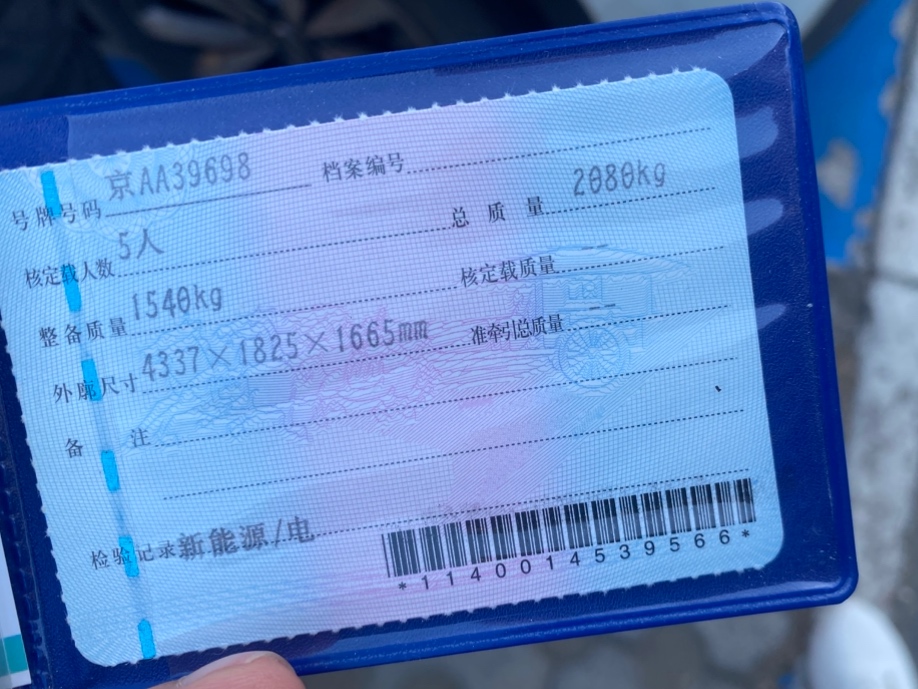 号牌号码 京AA39698 档案编号
核定载人数 5人 总质量 2080kg
整备质量 1540kg 核定载质量 --
外廓尺寸 4337×1825×1665mm 准牵引总质量 --
备注
检验记录 新能源/电
*1140014539566*